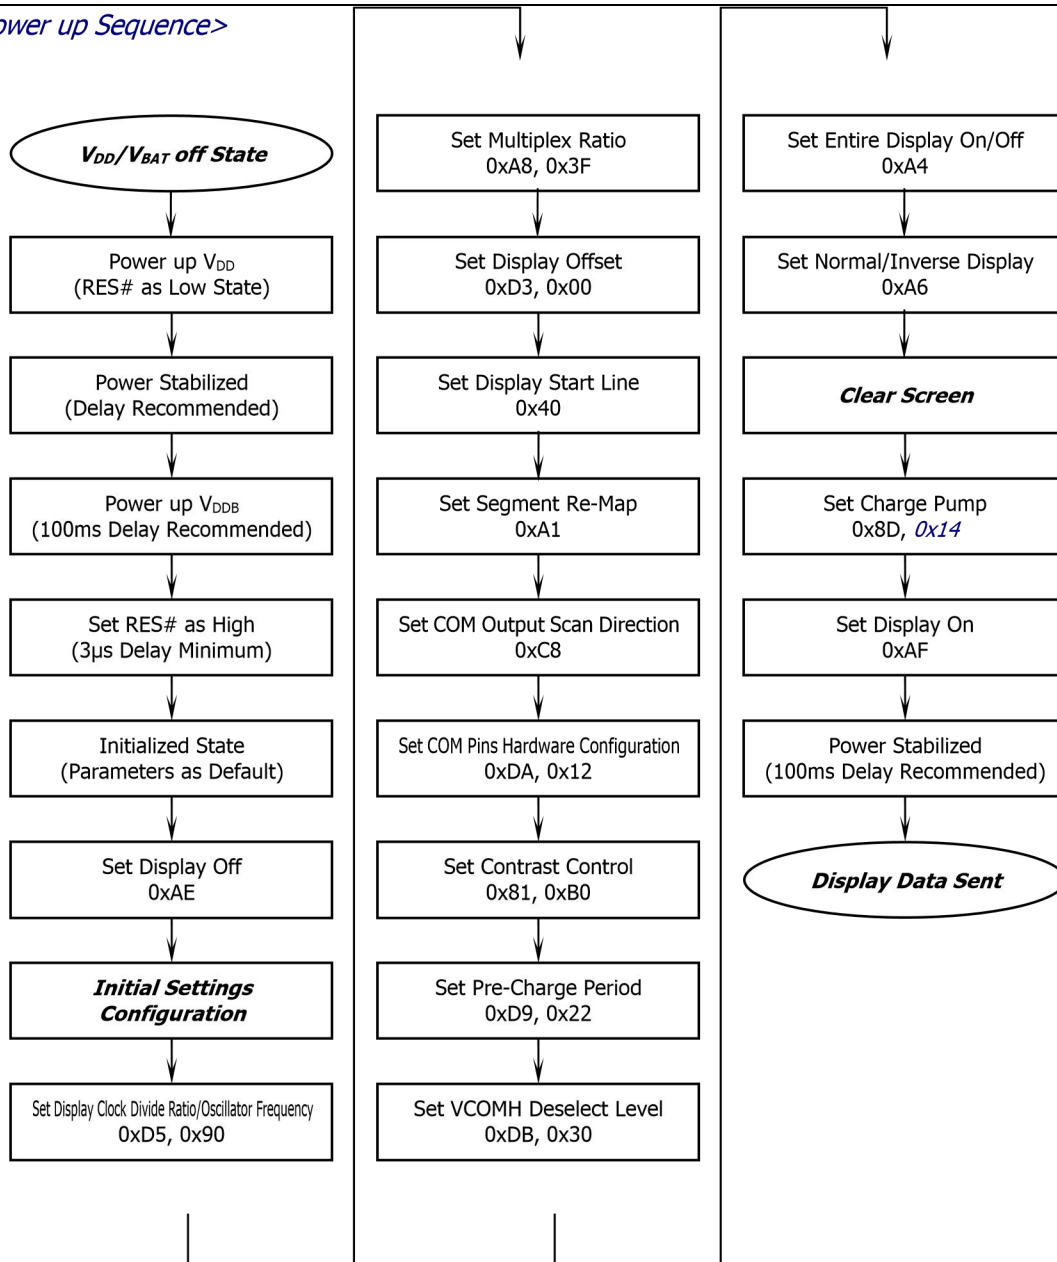 ower up Sequence>
VDD/VBAT off State
Power up VDD
(RES# as Low State)
Power Stabilized
(Delay Recommended)
Power up VDDB
(100ms Delay Recommended)
Set RES# as High
(3μs Delay Minimum)
Initialized State
(Parameters as Default)
Set Display Off
0xAE
Initial Settings
Configuration
Set Display Clock Divide Ratio/Oscillator Frequency
0xD5, 0x90
Set Multiplex Ratio
0xA8, 0x3F
Set Display Offset
0xD3, 0x00
Set Display Start Line
0x40
Set Segment Re-Map
0xA1
Set COM Output Scan Direction
0xC8
Set COM Pins Hardware Configuration
0xDA, 0x12
Set Contrast Control
0x81, 0xB0
Set Pre-Charge Period
0xD9, 0x22
Set VCOMH Deselect Level
0xDB, 0x30
Set Entire Display On/Off
0xA4
Set Normal/Inverse Display
0xA6
Clear Screen
Set Charge Pump
0x8D, 0x14
Set Display On
0xAF
Power Stabilized
(100ms Delay Recommended)
Display Data Sent